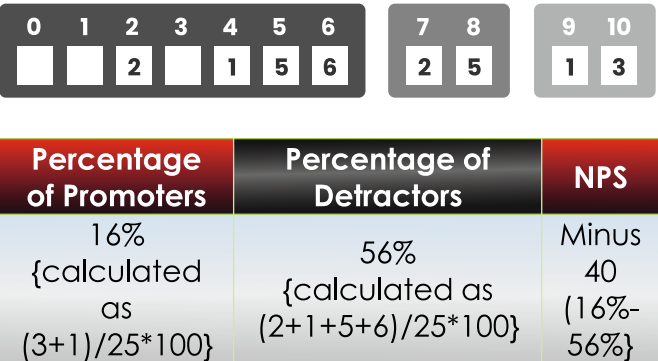 0 1 2 3 4 5 6 7 8 9 10
2 1 5 6 2 5 1 3
Percentage of Promoters
Percentage of Detractors
NPS
16%
{calculated
as
(3+1)/25*100}
56%
{calculated as
(2+1+5+6)/25*100}
Minus
40
(16%-
56%}